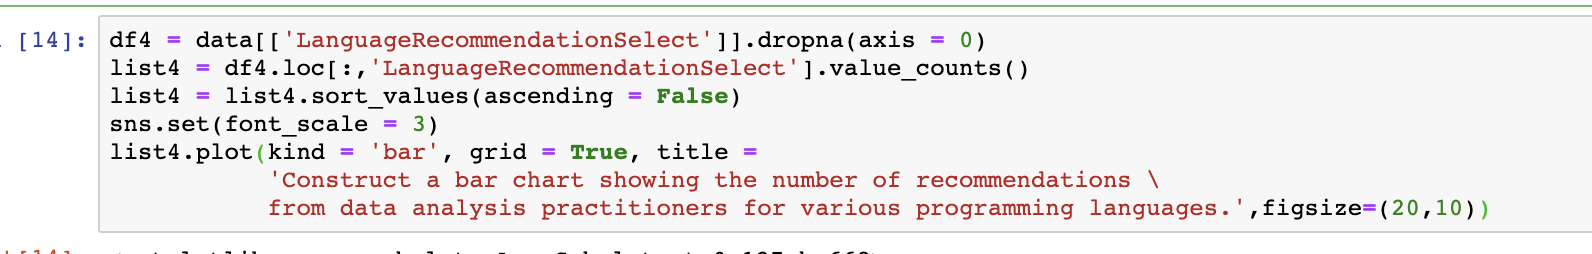 [14]: df4 = data[['LanguageRecommendationSelect']].dropna(axis = 0)
list4 = df4.loc[:,'LanguageRecommendationSelect'].value_counts()
list4 = list4.sort_values(ascending = False)
sns.set(font_scale = 3)
list4.plot(kind = 'bar', grid = True, title =
'Construct a bar chart showing the number of recommendations \
from data analysis practitioners for various programming languages.',figsize=(20,10))